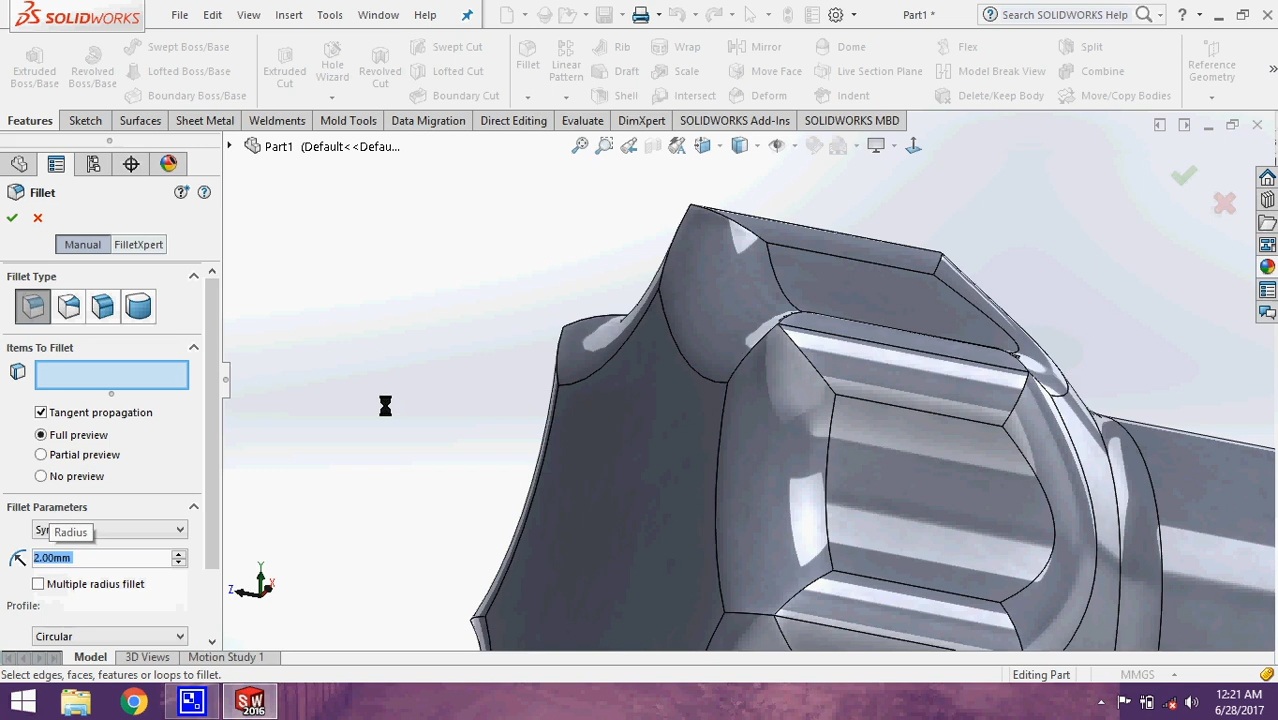 SOLIDWORKS File Edit View Insert Tools Window Help Part1 * Search SOLIDWORKS Help
Extruded Boss/Base
Revolved Boss/Base
Swept Boss/Base
Lofted Boss/Base
Boundary Boss/Base
Extruded Cut
Hole Wizard
Revolved Cut
Swept Cut
Lofted Cut
Boundary Cut
Fillet
Linear Pattern
Rib
Draft
Shell
Wrap
Scale
Intersect
Mirror
Move Face
Deform
Dome
Live Section Plane
Indent
Flex
Model Break View
Delete/Keep Body
Split
Combine
Move/Copy Bodies
Reference Geometry
Features Sketch Surfaces Sheet Metal Weldments Mold Tools Data Migration Direct Editing Evaluate DimXpert SOLIDWORKS Add-Ins SOLIDWORKS MBD
Part1 (Default<<Defau...
Fillet
Manual FilletXpert
Fillet Type
Items To Fillet
Tangent propagation
Full preview
Partial preview
No preview
Fillet Parameters
Radius
2.00mm
Multiple radius fillet
Profile:
Circular
Y
Z X
Model 3D Views Motion Study 1
Select edges, faces, features or loops to fillet. Editing Part MMGS
SW 2016
12:21 AM
6/28/2017